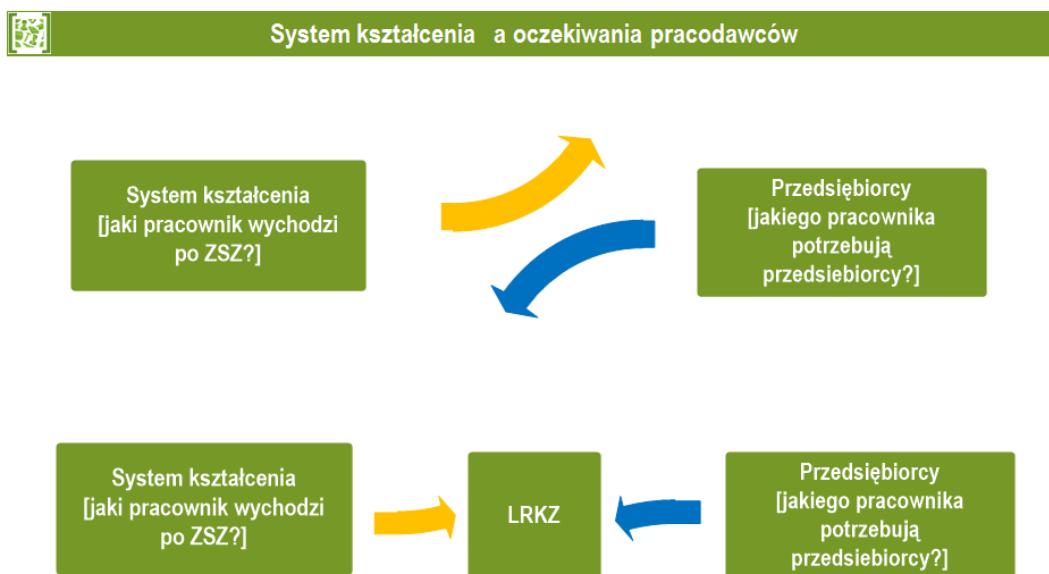 System kształcenia a oczekiwania pracodawców
System kształcenia
[jaki pracownik wychodzi
po ZSZ?]
Przedsiębiorcy
[jakiego pracownika
potrzebują
przedsiebiorcy?]
System kształcenia
[jaki pracownik wychodzi
po ZSZ?]
LRKZ
Przedsiębiorcy
[jakiego pracownika
potrzebują
przedsiebiorcy?]